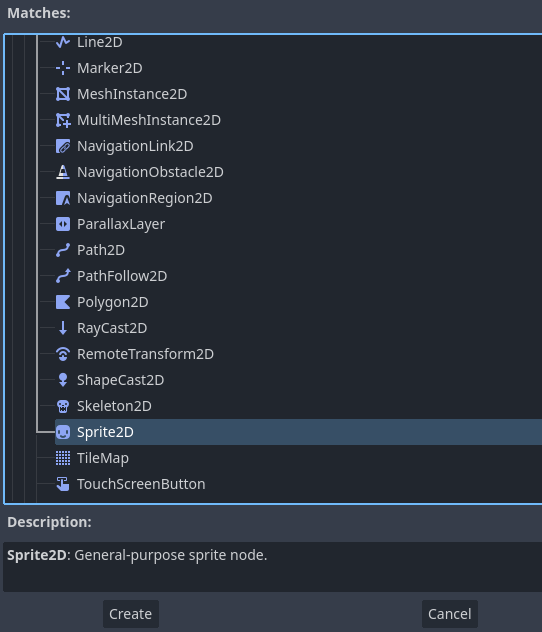 Matches:
Line2D
Marker2D
MeshInstance2D
MultiMeshInstance2D
NavigationLink2D
NavigationObstacle2D
NavigationRegion2D
ParallaxLayer
Path2D
PathFollow2D
Polygon2D
RayCast2D
RemoteTransform2D
ShapeCast2D
Skeleton2D
Sprite2D
TileMap
TouchScreenButton
Description:
Sprite2D: General-purpose sprite node.
Create Cancel